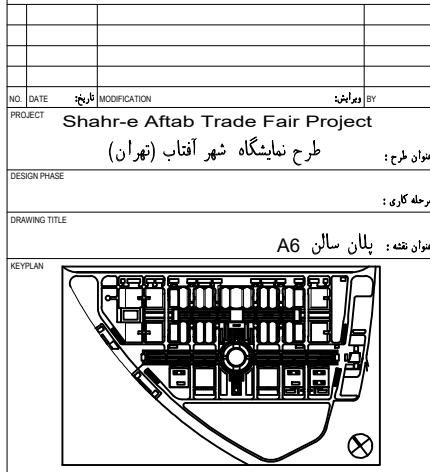 NO. DATE تاریخ: MODIFICATION ویرایش: BY
PROJECT
Shahr-e Aftab Trade Fair Project
طرح نمایشگاه شهر آفتاب (تهران)
عنوان طرح :
DESIGN PHASE
مرحله کاری :
DRAWING TITLE
عنوان نقشه : پلان سالن A6
KEYPLAN